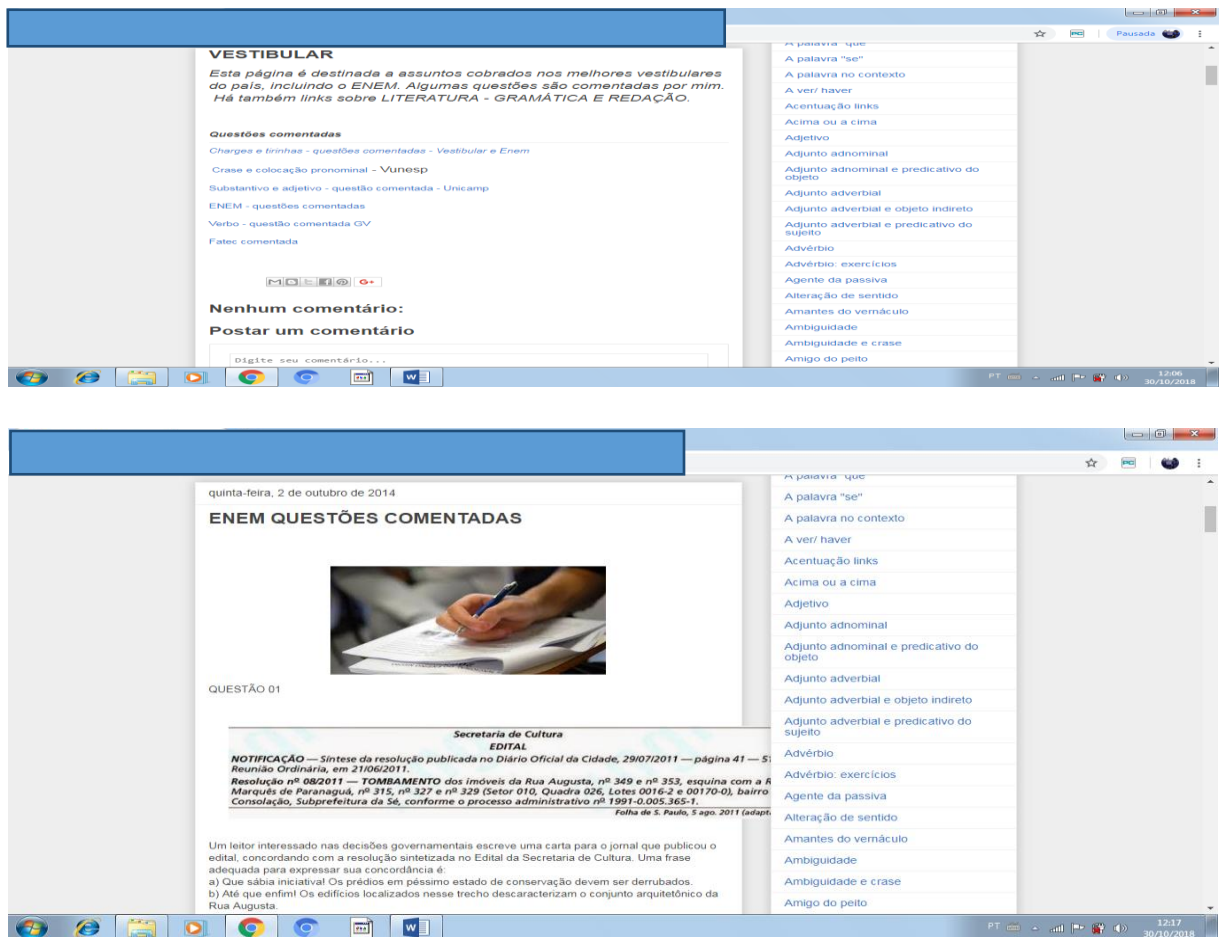 Pausada
VESTIBULAR
Esta página é destinada a assuntos cobrados nos melhores vestibulares
do país, incluindo o ENEM. Algumas questões são comentadas por mim.
Há também links sobre LITERATURA - GRAMÁTICA E REDAÇÃO.
Questões comentadas
Charges e tirinhas - questões comentadas - Vestibular e Enem
Crase e colocação pronominal - Vunesp
Substantivo e adjetivo - questão comentada - Unicamp
ENEM - questões comentadas
Verbo - questão comentada GV
Fatec comentada
G+
Nenhum comentário:
Postar um comentário
Digite seu comentário...
A palavra "que"
A palavra "se"
A palavra no contexto
A ver/ haver
Acentuação links
Acima ou a cima
Adjetivo
Adjunto adnominal
Adjunto adnominal e predicativo do
objeto
Adjunto adverbial
Adjunto adverbial e objeto indireto
Adjunto adverbial e predicativo do
sujeito
Advérbio
Advérbio: exercícios
Agente da passiva
Alteração de sentido
Amantes do vernáculo
Ambiguidade
Ambiguidade e crase
Amigo do peito
PT
12:06
30/10/2018
quinta-feira, 2 de outubro de 2014
ENEM QUESTÕES COMENTADAS
QUESTÃO 01
Secretaria de Cultura
EDITAL
NOTIFICAÇÃO — Síntese da resolução publicada no Diário Oficial da Cidade, 29/07/2011 — página 41 — 51
Reunião Ordinária, em 21/06/2011.
Resolução nº 08/2011 — TOMBAMENTO dos imóveis da Rua Augusta, nº 349 e nº 353, esquina com a R
Marquês de Paranaguá, nº 315, nº 327 e nº 329 (Setor 010, Quadra 026, Lotes 0016-2 e 00170-0), bairro
Consolação, Subprefeitura da Sé, conforme o processo administrativo nº 1991-0.005.365-1.
Folha de S. Paulo, 5 ago. 2011 (adapt
Um leitor interessado nas decisões governamentais escreve uma carta para o jornal que publicou o
edital, concordando com a resolução sintetizada no Edital da Secretaria de Cultura. Uma frase
adequada para expressar sua concordância é:
a) Que sábia iniciativa! Os prédios em péssimo estado de conservação devem ser derrubados.
b) Até que enfim! Os edifícios localizados nesse trecho descaracterizam o conjunto arquitetônico da
Rua Augusta.
A palavra "que"
A palavra "se"
A palavra no contexto
A ver/ haver
Acentuação links
Acima ou a cima
Adjetivo
Adjunto adnominal
Adjunto adnominal e predicativo do
objeto
Adjunto adverbial
Adjunto adverbial e objeto indireto
Adjunto adverbial e predicativo do
sujeito
Advérbio
Advérbio: exercícios
Agente da passiva
Alteração de sentido
Amantes do vernáculo
Ambiguidade
Ambiguidade e crase
Amigo do peito
PT
12:17
30/10/2018